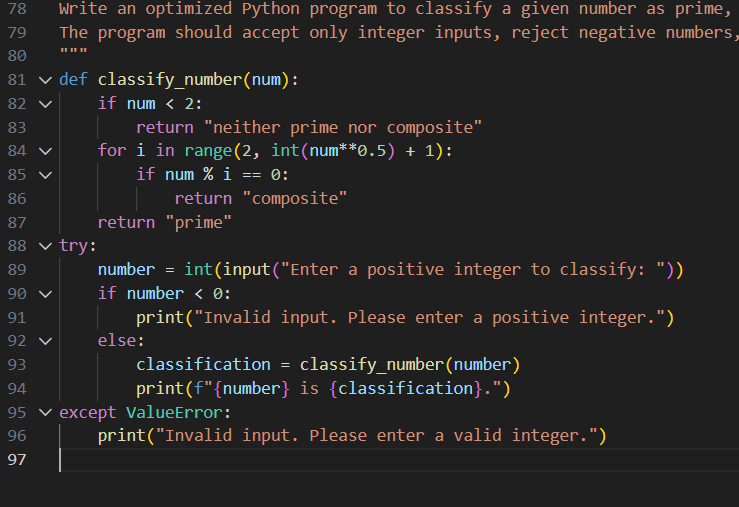 78 Write an optimized Python program to classify a given number as prime,
79 The program should accept only integer inputs, reject negative numbers,
80 """
81 def classify_number(num):
82     if num < 2:
83         return "neither prime nor composite"
84     for i in range(2, int(num**0.5) + 1):
85         if num % i == 0:
86             return "composite"
87     return "prime"
88 try:
89     number = int(input("Enter a positive integer to classify: "))
90     if number < 0:
91         print("Invalid input. Please enter a positive integer.")
92     else:
93         classification = classify_number(number)
94         print(f"{number} is {classification}.")
95 except ValueError:
96     print("Invalid input. Please enter a valid integer.")
97